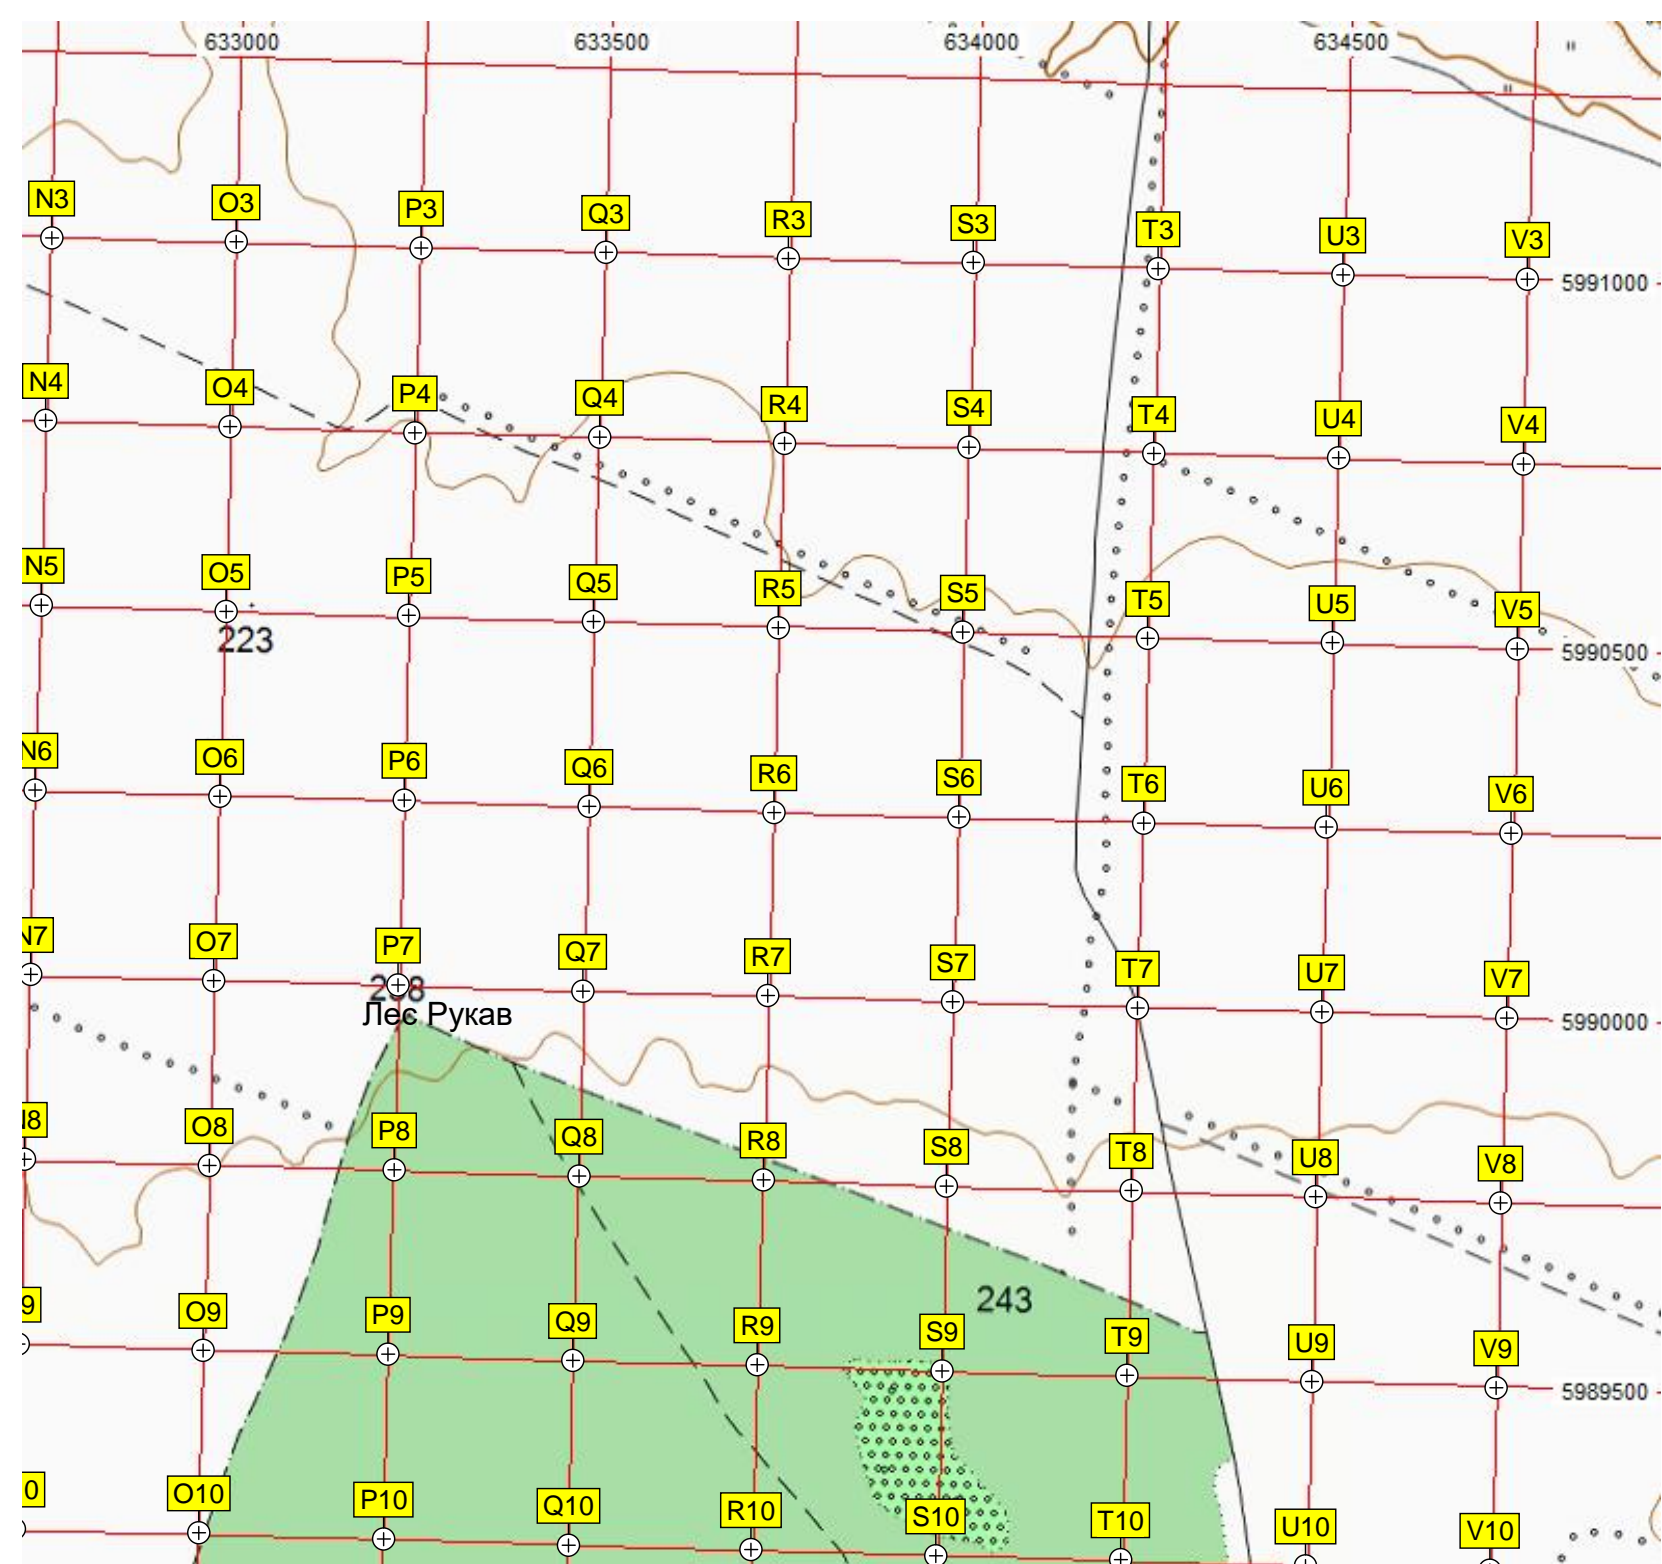 633000 633500 634000 634500
N3 O3 P3 Q3 R3 S3 T3 U3 V3
5991000
N4 O4 P4 Q4 R4 S4 T4 U4 V4
N5 O5 P5 Q5 R5 S5 T5 U5 V5
223
5990500
N6 O6 P6 Q6 R6 S6 T6 U6 V6
N7 O7 P7 Q7 R7 S7 T7 U7 V7
Лес Рукав
5990000
N8 O8 P8 Q8 R8 S8 T8 U8 V8
243
9 O9 P9 Q9 R9 S9 T9 U9 V9
5989500
0 O10 P10 Q10 R10 S10 T10 U10 V10